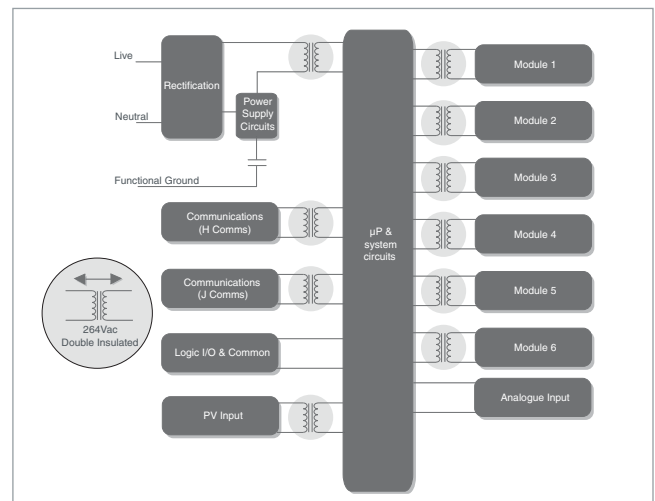 Live
Rectification
Neutral
Power
Supply
Circuits
Functional Ground
Communications
(H Comms)
Communications
(J Comms)
264Vac
Double Insulated
Logic I/O & Common
PV Input
µP &
system
circuits
Module 1
Module 2
Module 3
Module 4
Module 5
Module 6
Analogue Input